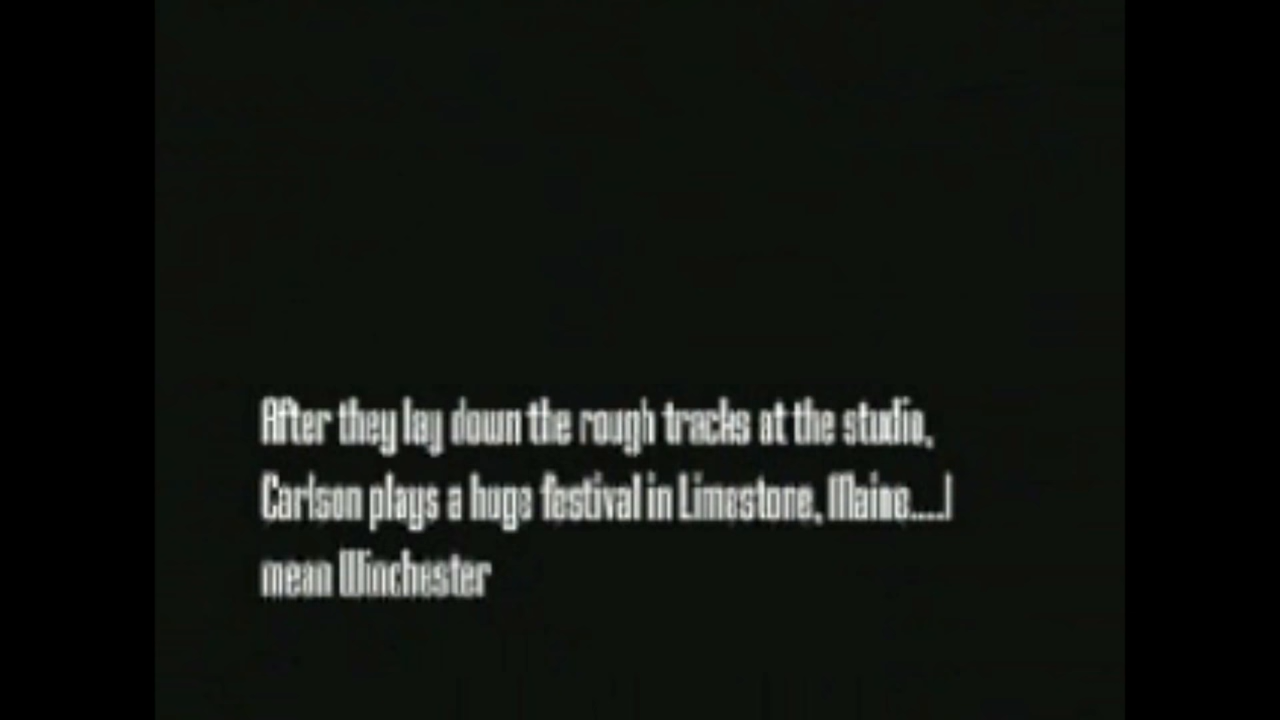 After they lay down the rough tracks at the studio,
Carlson plays a huge festival in Limestone, Maine....I
mean Winchester